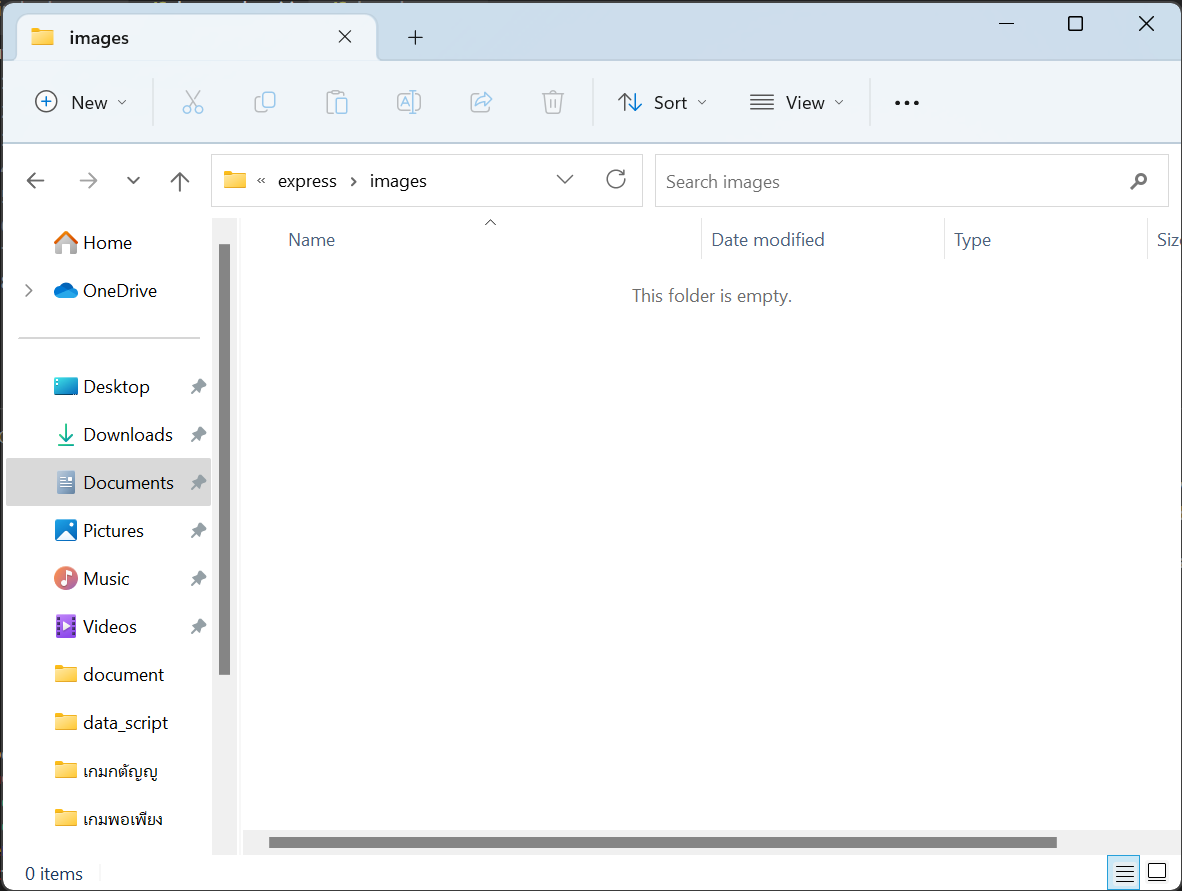 images
New
Sort
View
« express > images
Search images
Home
OneDrive
Name
Date modified
Type
This folder is empty.
Desktop
Downloads
Documents
Pictures
Music
Videos
document
data_script
เกมกตัญญู
เกมพอเพียง
0 items